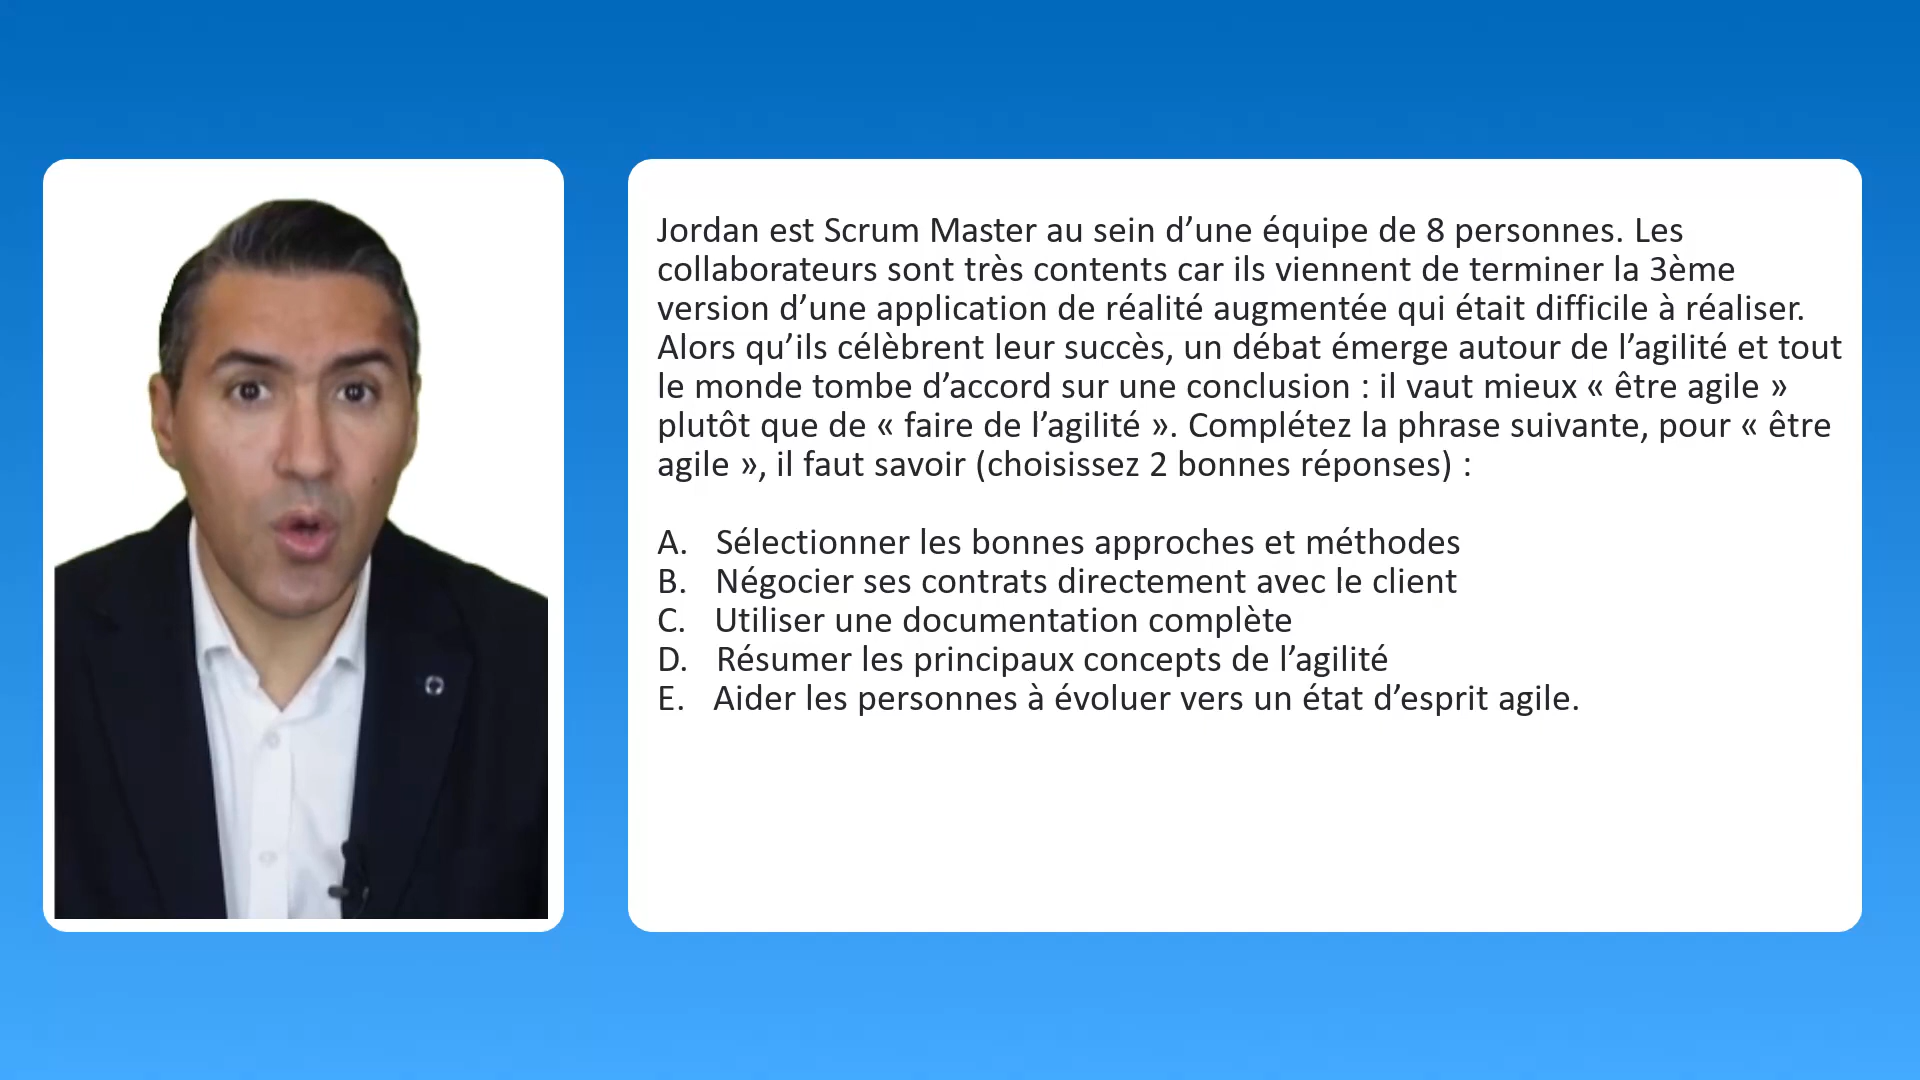 Jordan est Scrum Master au sein d’une équipe de 8 personnes. Les
collaborateurs sont très contents car ils viennent de terminer la 3ème
version d’une application de réalité augmentée qui était difficile à réaliser.
Alors qu’ils célèbrent leur succès, un débat émerge autour de l’agilité et tout
le monde tombe d’accord sur une conclusion : il vaut mieux « être agile »
plutôt que de « faire de l’agilité ». Complétez la phrase suivante, pour « être
agile », il faut savoir (choisissez 2 bonnes réponses) :
A. Sélectionner les bonnes approches et méthodes
B. Négocier ses contrats directement avec le client
C. Utiliser une documentation complète
D. Résumer les principaux concepts de l’agilité
E. Aider les personnes à évoluer vers un état d’esprit agile.